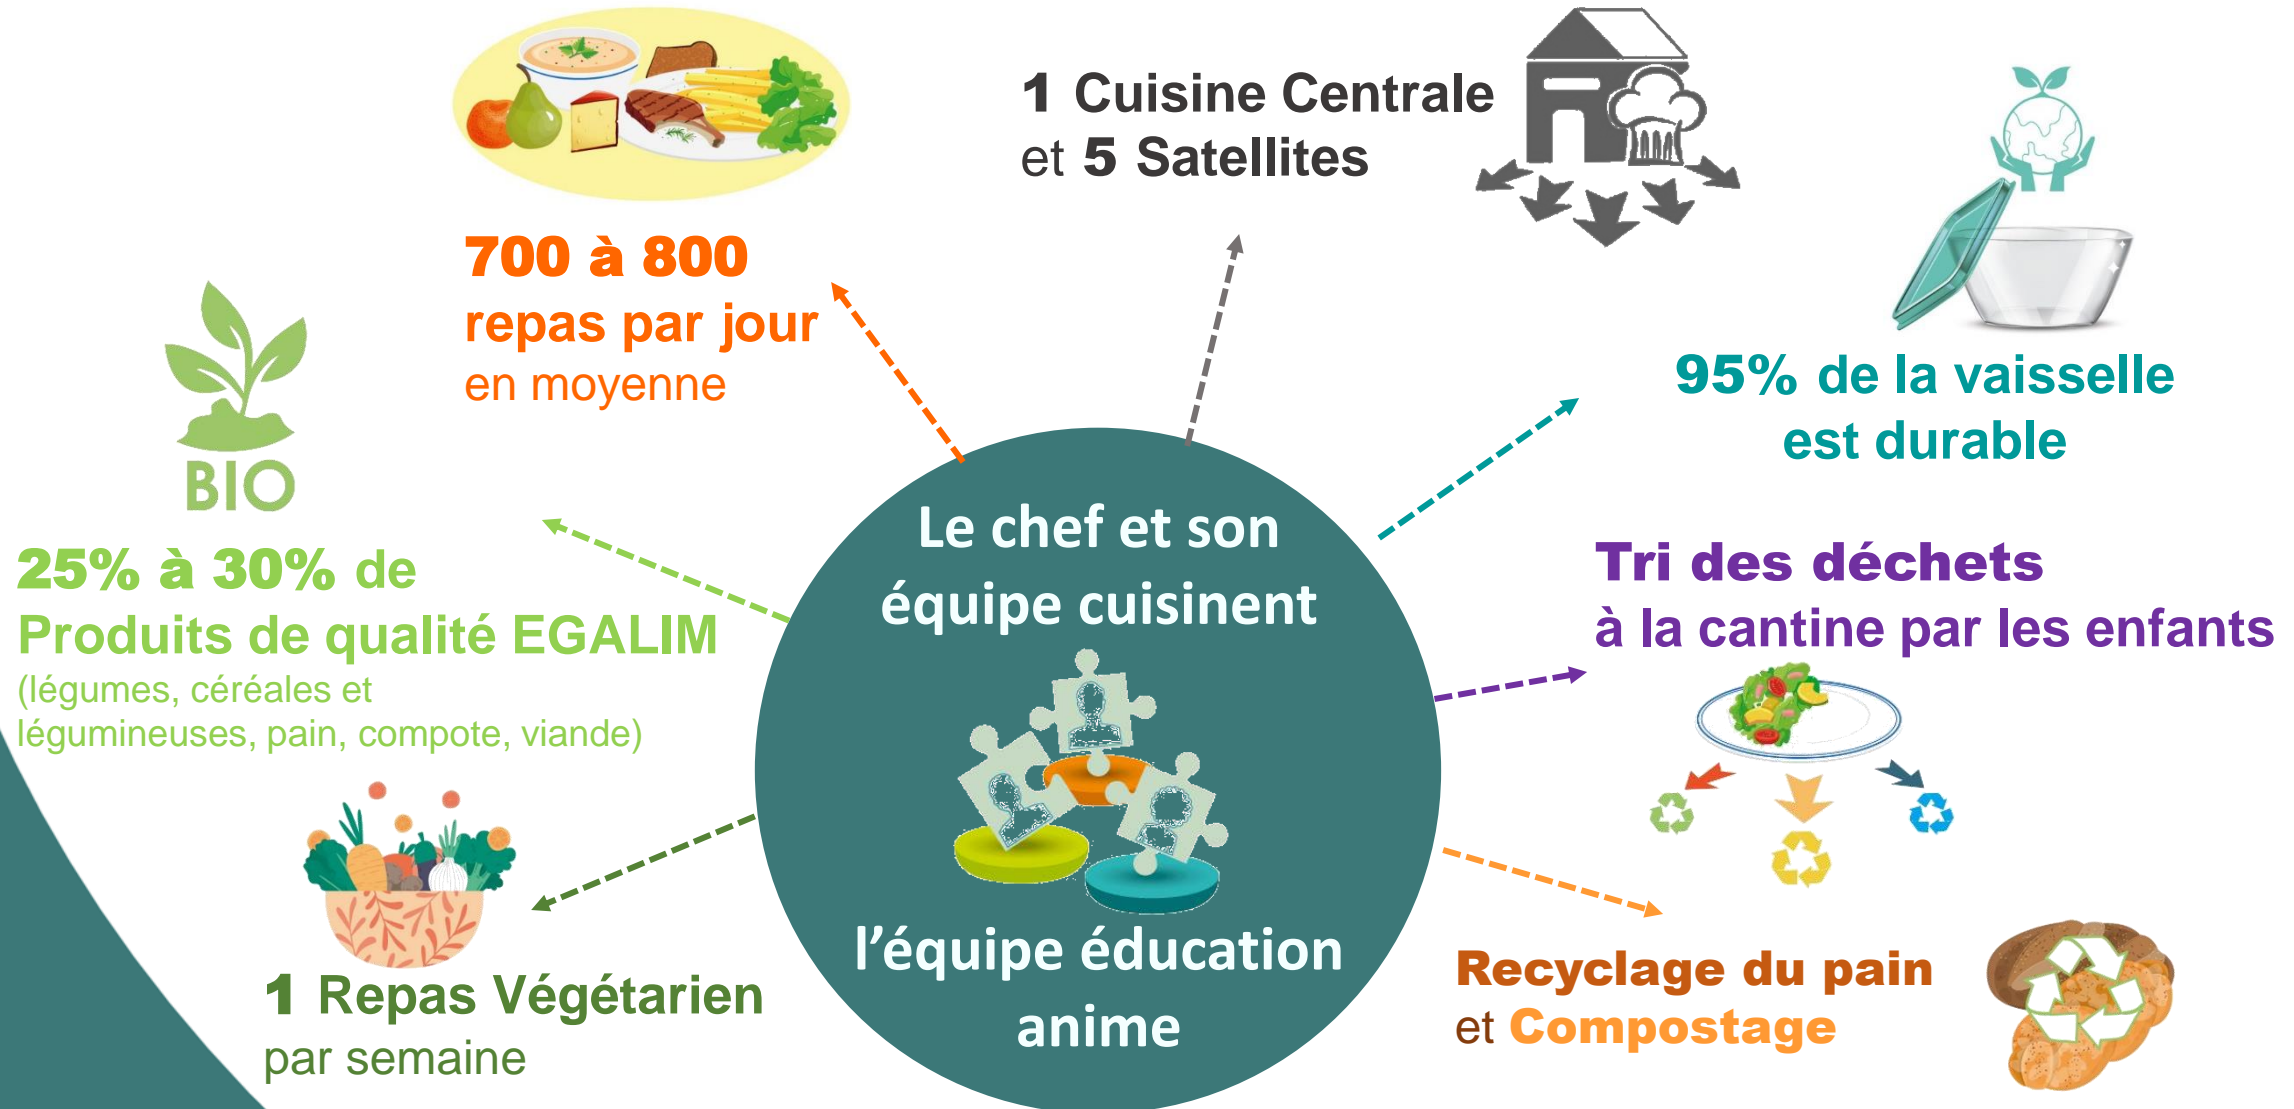 700 à 800
repas par jour
en moyenne
1 Cuisine Centrale
et 5 Satellites
95% de la vaisselle
est durable
BIO
25% à 30% de
Produits de qualité EGALIM
(légumes, céréales et
légumineuses, pain, compote, viande)
Le chef et son
équipe cuisinent
l’équipe éducation
anime
Tri des déchets
à la cantine par les enfants
1 Repas Végétarien
par semaine
Recyclage du pain
et Compostage